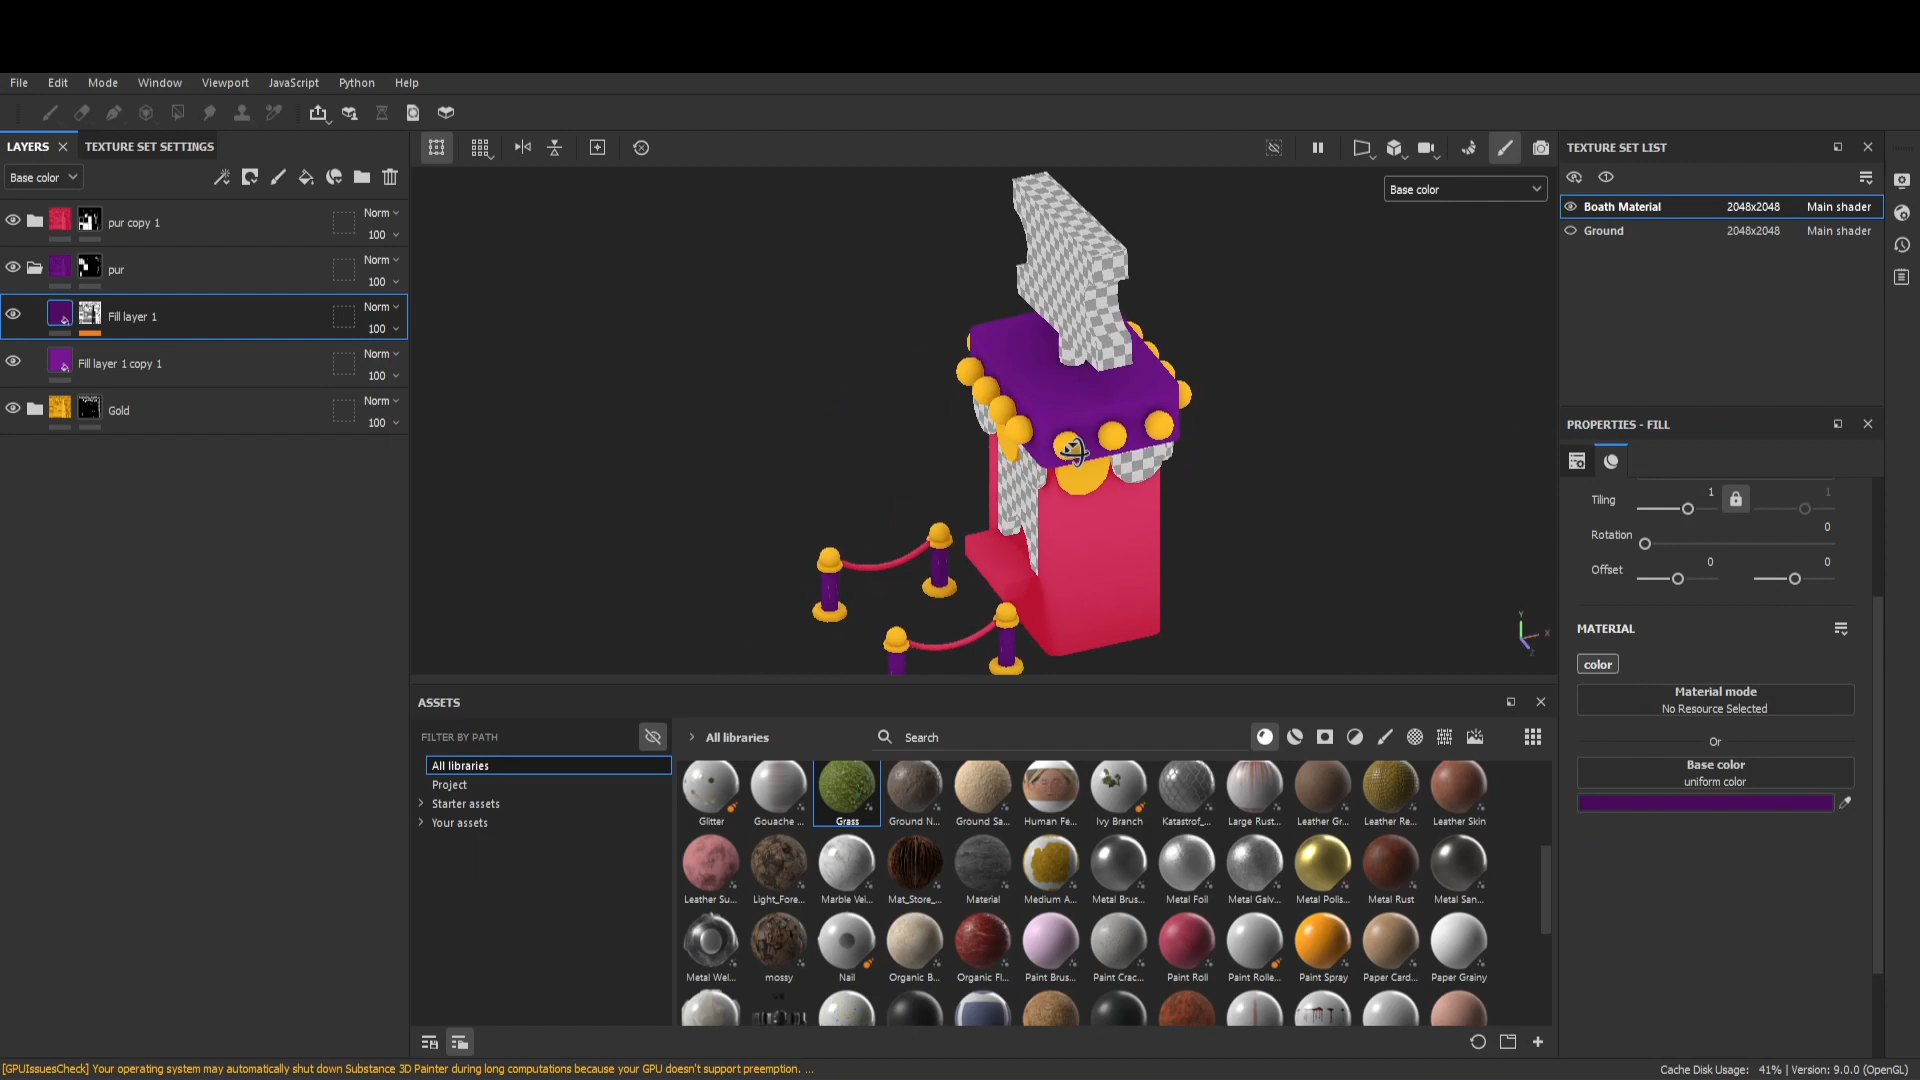 File Edit Mode Window Viewport JavaScript Python Help
LAYERS TEXTURE SET SETTINGS
Base color
pur copy 1 Norm 100
pur Norm 100
Fill layer 1 Norm 100
Fill layer 1 copy 1 Norm 100
Gold Norm 100
Base color
Y X Z
TEXTURE SET LIST
Boath Material 2048x2048 Main shader
Ground 2048x2048 Main shader
PROPERTIES - FILL
Tiling 1 1
Rotation 0
Offset 0 0
MATERIAL
color
Material mode
No Resource Selected
Or
Base color
uniform color
ASSETS
FILTER BY PATH
All libraries
Project
Starter assets
Your assets
All libraries Search
Glitter Gouache ... Grass Ground N... Ground Sa... Human Fe... Ivy Branch Katastrof_... Large Rust... Leather Gr... Leather Re... Leather Skin
Leather Su... Light_Fore... Marble Vei... Mat_Store_... Material Medium A... Metal Brus... Metal Foil Metal Galv... Metal Polis... Metal Rust Metal San...
Metal Wel... mossy Nail Organic B... Organic Fl... Paint Brus... Paint Crac... Paint Roll Paint Rolle... Paint Spray Paper Card... Paper Grainy
[GPUIssuesCheck] Your operating system may automatically shut down Substance 3D Painter during long computations because your GPU doesn't support preemption. ...
Cache Disk Usage: 41% | Version: 9.0.0 (OpenGL)